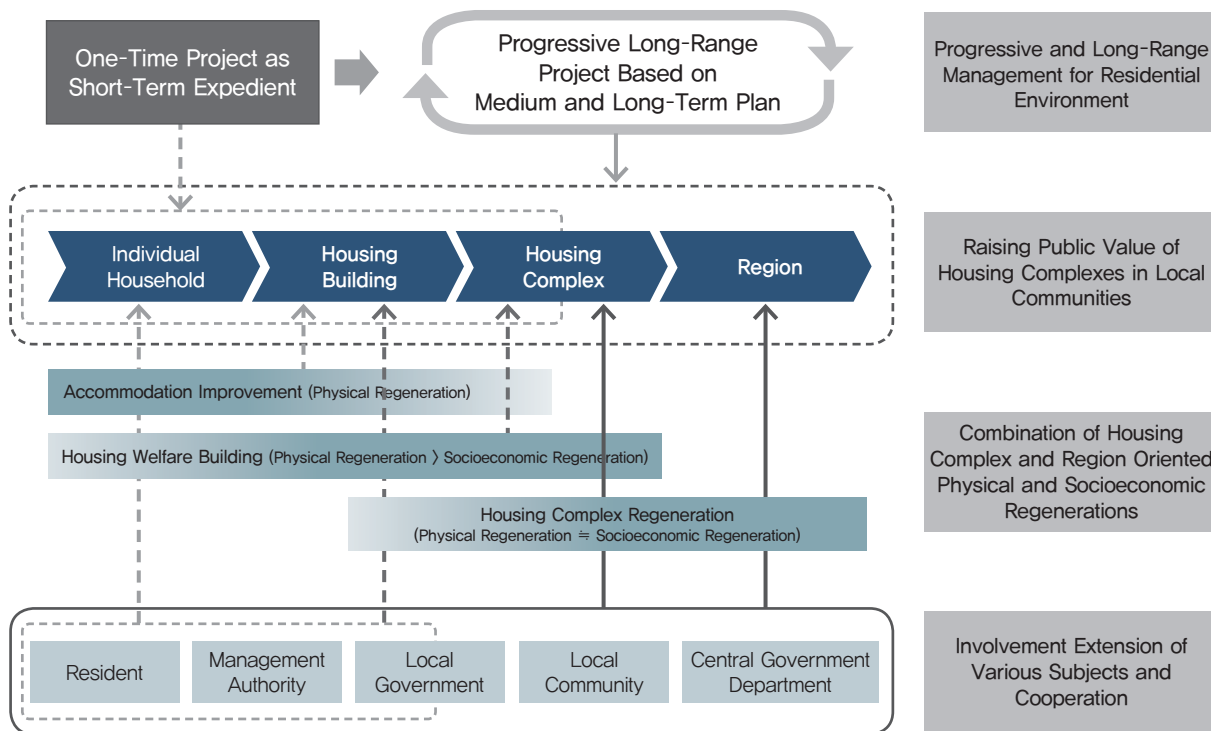 One-Time Project as
Short-Term Expedient
Progressive Long-Range
Project Based on
Medium and Long-Term Plan
Progressive and Long-Range
Management for Residential
Environment
Individual
Household
Housing
Building
Housing
Complex
Region
Raising Public Value of
Housing Complexes in Local
Communities
Accommodation Improvement (Physical Regeneration)
Housing Welfare Building (Physical Regeneration 〉 Socioeconomic Regeneration)
Housing Complex Regeneration
(Physical Regeneration ≒ Socioeconomic Regeneration)
Combination of Housing
Complex and Region Oriented
Physical and Socioeconomic
Regenerations
Resident
Management
Authority
Local
Government
Local
Community
Central Government
Department
Involvement Extension of
Various Subjects and
Cooperation